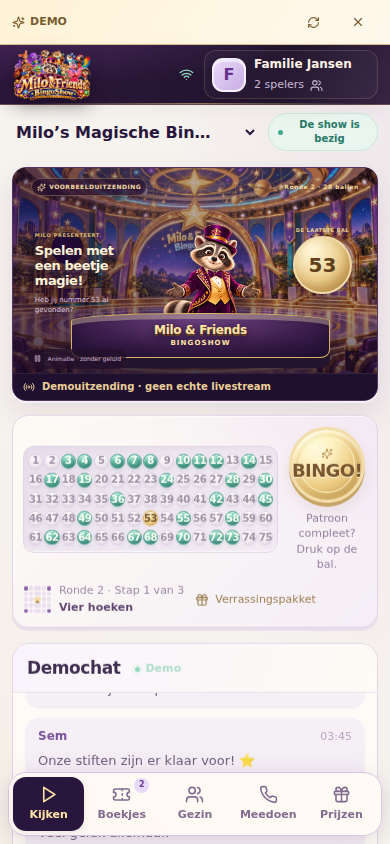 DEMO
Milo & Friends
BingoShow
F
Familie Jansen
2 spelers
Milo's Magische Bin...
De show is bezig
VOORBEELDUITZENDING
Ronde 2 · 28 ballen
MILO PRESENTEERT
Spelen met
een beetje
magie!
Heb
nummer 53 al
gevonden?
DE LAATSTE BAL
53
Milo & Friends
BINGOSHOW
Animatie · zonder geluid
Demouitzending · geen echte livestream
1 2 3 4 5 6 7 8 9 10 11 12 13 14 15
16 17 18 19 20 21 22 23 24 25 26 27 28 29 30
31 32 33 34 35 36 37 38 39 40 41 42 43 44 45
46 47 48 49 50 51 52 53 54 55 56 57 58 59 60
61 62 63 64 65 66 67 68 69 70 71 72 73 74 75
BINGO!
Patroon
compleet?
Druk op de
bal.
Ronde 2 · Stap 1 van 3
Vier hoeken
Verrassingspakket
Demochat
Demo
Sem
03:45
Onze stiften zijn er klaar voor! ⭐
Kijken
Boekjes
2
Gezin
Meedoen
Prijzen